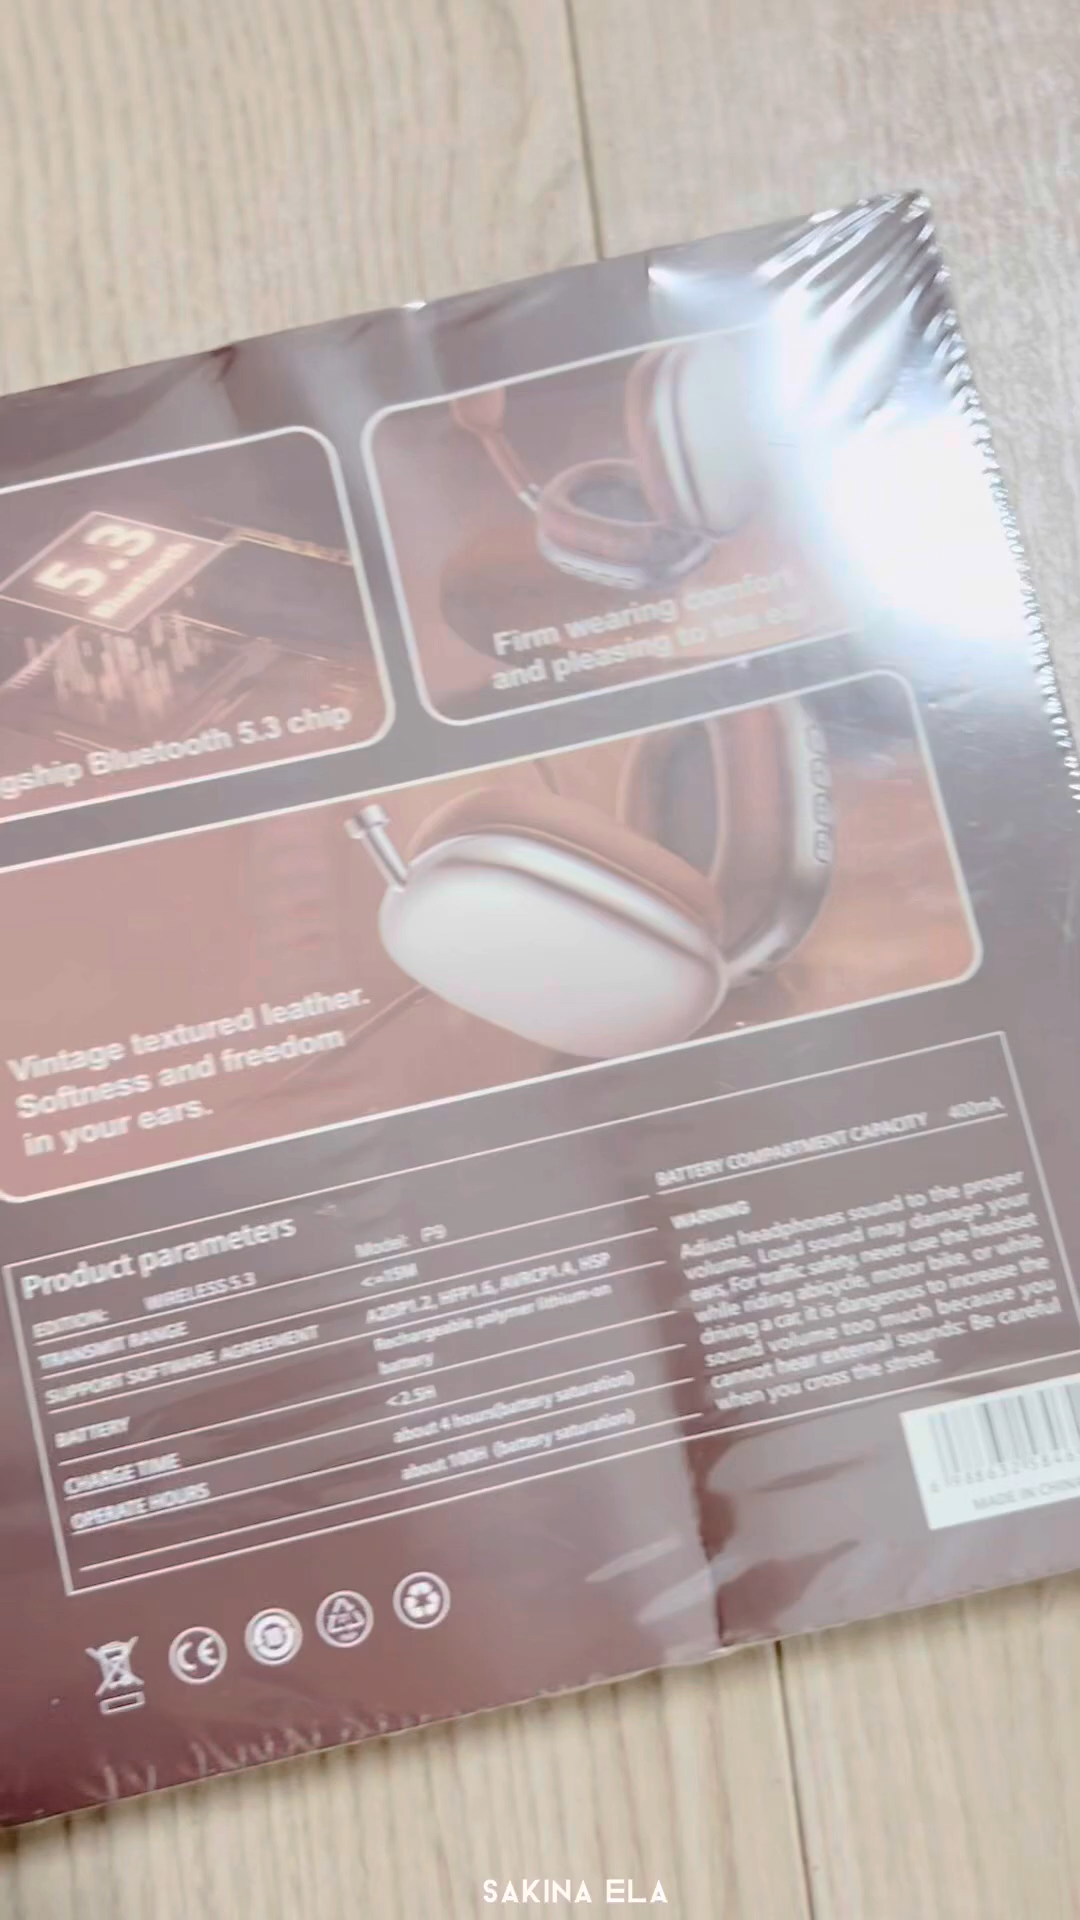 5.3
gship Bluetooth 5.3 chip
Firm wearing comfort
and pleasing to the ear
Vintage textured leather.
Softness and freedom
in your ears.
Product parameters
Model: P9
EDITION: WIRELESS 5.3
TRANSMIT RANGE <=15M
SUPPORT SOFTWARE AGREEMENT A2DP1.2, HFP1.6, AVRCP1.4, HSP
BATTERY Rechargeable polymer lithium-on
battery
CHARGE TIME <2.5H
OPERATE HOURS about 4 hours(battery saturation)
about 100H (battery saturation)
BATTERY COMPARTMENT CAPACITY 400mA
WARNING
Adjust headphones sound to the proper
volume. Loud sound may damage your
ears, For traffic safety, never use the headset
while riding abicycle, motor bike, or while
driving a car, it is dangerous to increase the
sound volume too much because you
cannot hear external sounds: Be careful
when you cross the street.
CE
MADE IN CHINA
SAKINA ELA